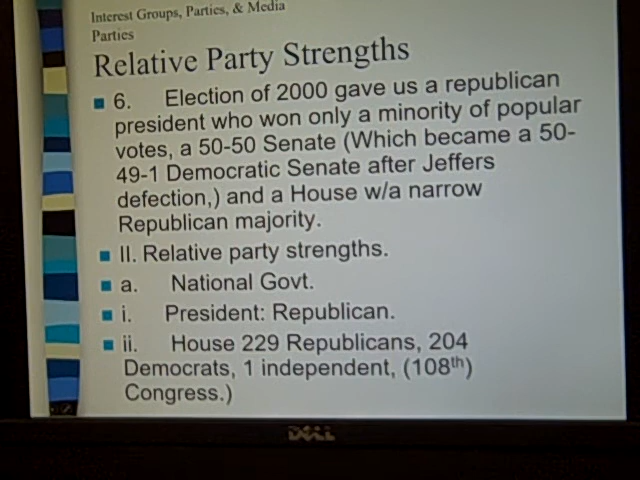 Interest Groups, Parties, & Media
Parties
Relative Party Strengths
6. Election of 2000 gave us a republican
president who won only a minority of popular
votes, a 50-50 Senate (Which became a 50-
49-1 Democratic Senate after Jeffers
defection,) and a House w/a narrow
Republican majority.
II. Relative party strengths.
a. National Govt.
i. President: Republican.
ii. House 229 Republicans, 204
Democrats, 1 independent, (108th)
Congress.)
DELL